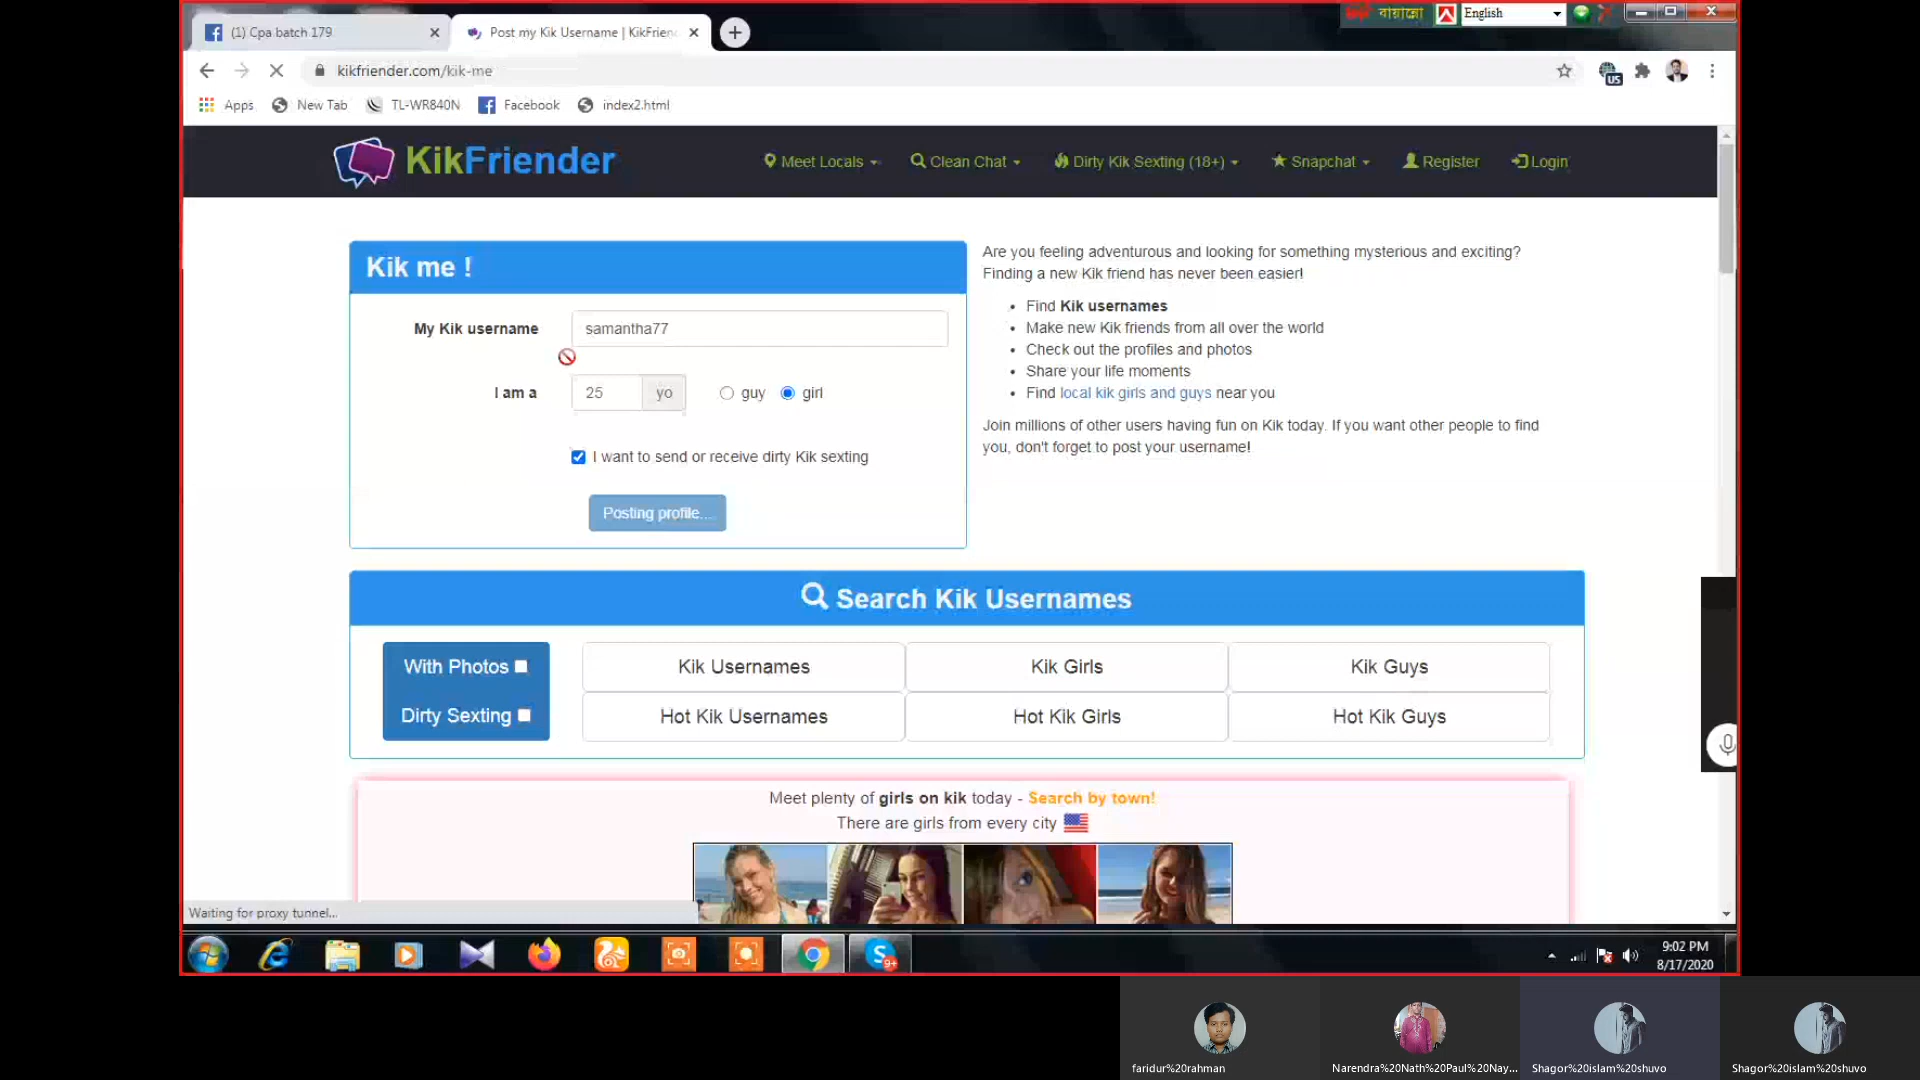 (1) Cpa batch 179
Post my Kik Username | KikFrien
বায়ান্নো
English
kikfriender.com/kik-me
US
Apps
New Tab
TL-WR840N
Facebook
index2.html
KikFriender
Meet Locals
Clean Chat
Dirty Kik Sexting (18+)
Snapchat
Register
Login
Kik me !
My Kik username
samantha77
I am a
25
yo
guy
girl
I want to send or receive dirty Kik sexting
Posting profile...
Are you feeling adventurous and looking for something mysterious and exciting?
Finding a new Kik friend has never been easier!
• Find Kik usernames
• Make new Kik friends from all over the world
• Check out the profiles and photos
• Share your life moments
• Find local kik girls and guys near you
Join millions of other users having fun on Kik today. If you want other people to find
you, don't forget to post your username!
Search Kik Usernames
With Photos
Kik Usernames
Kik Girls
Kik Guys
Dirty Sexting
Hot Kik Usernames
Hot Kik Girls
Hot Kik Guys
Meet plenty of girls on kik today - Search by town!
There are girls from every city
Waiting for proxy tunnel...
9+
9:02 PM
8/17/2020
faridur%20rahman
Narendra%20Nath%20Paul%20Nay...
Shagor%20islam%20shuvo
Shagor%20islam%20shuvo